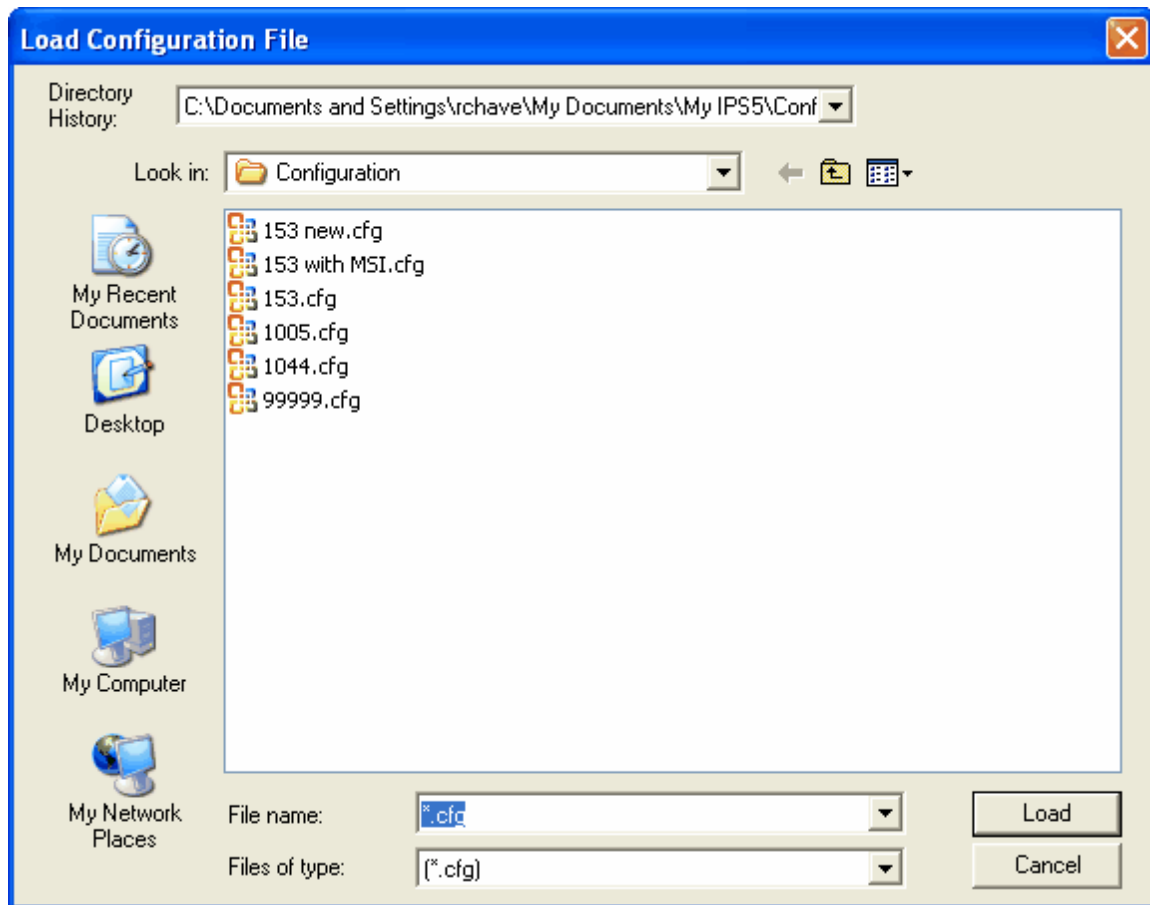 Load Configuration File
Directory
History:
C:\Documents and Settings\rchave\My Documents\My IPS5\Conf
Look in:
Configuration
153 new.cfg
153 with MSI.cfg
153.cfg
1005.cfg
1044.cfg
99999.cfg
My Recent
Documents
Desktop
My Documents
My Computer
My Network
Places
File name:
*.cfg
Load
Files of type:
(*.cfg)
Cancel